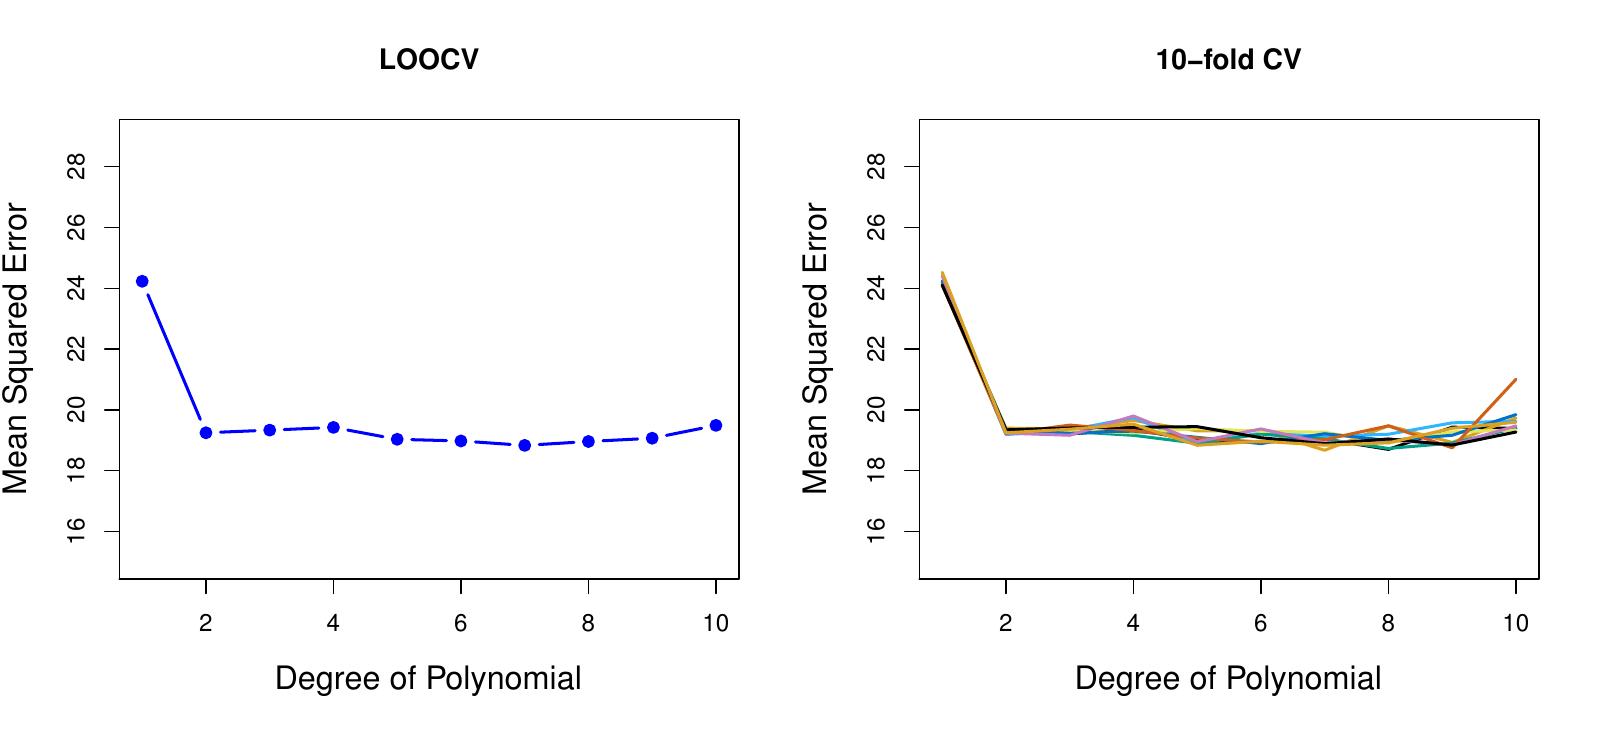 LOOCV
Mean Squared Error
28
26
24
22
20
18
16
2 4 6 8 10
Degree of Polynomial
10−fold CV
Mean Squared Error
28
26
24
22
20
18
16
2 4 6 8 10
Degree of Polynomial